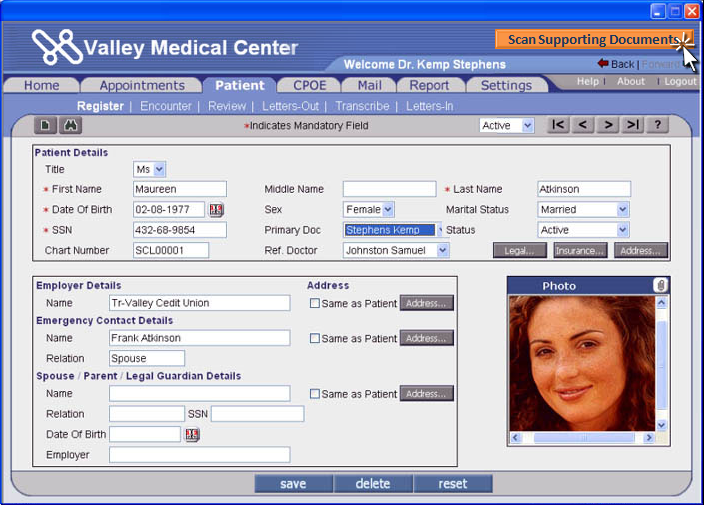 Scan Supporting Documents
Valley Medical Center
Welcome Dr. Kemp Stephens
Back | Forward
Home Appointments Patient CPOE Mail Report Settings Help | About | Logout
Register | Encounter | Review | Letters-Out | Transcribe | Letters-In
*Indicates Mandatory Field Active |< < > >| ?
Patient Details
Title Ms
* First Name Maureen Middle Name * Last Name Atkinson
* Date Of Birth 02-08-1977 Sex Female Marital Status Married
* SSN 432-68-9854 Primary Doc Stephens Kemp Status Active
Chart Number SCL00001 Ref. Doctor Johnston Samuel Legal... Insurance... Address...
Employer Details Address Photo
Name Tr-Valley Cedit Union Same as Patient Address...
Emergency Contact Details
Name Frank Atkinson Same as Patient Address...
Relation Spouse
Spouse / Parent / Legal Guardian Details
Name Same as Patient Address...
Relation SSN
Date Of Birth
Employer
save delete reset